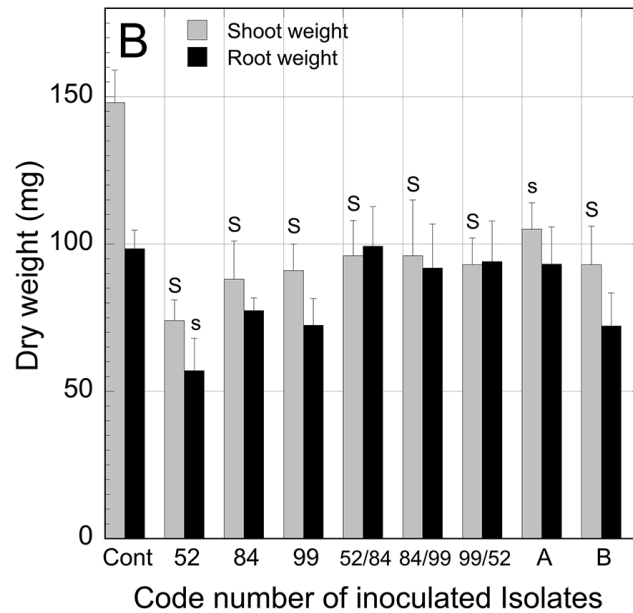 B
Shoot weight
Root weight
Dry weight (mg)
150
100
50
0
S
s
S
S
S
S
S
s
S
Cont 52 84 99 52/84 84/99 99/52 A B
Code number of inoculated Isolates